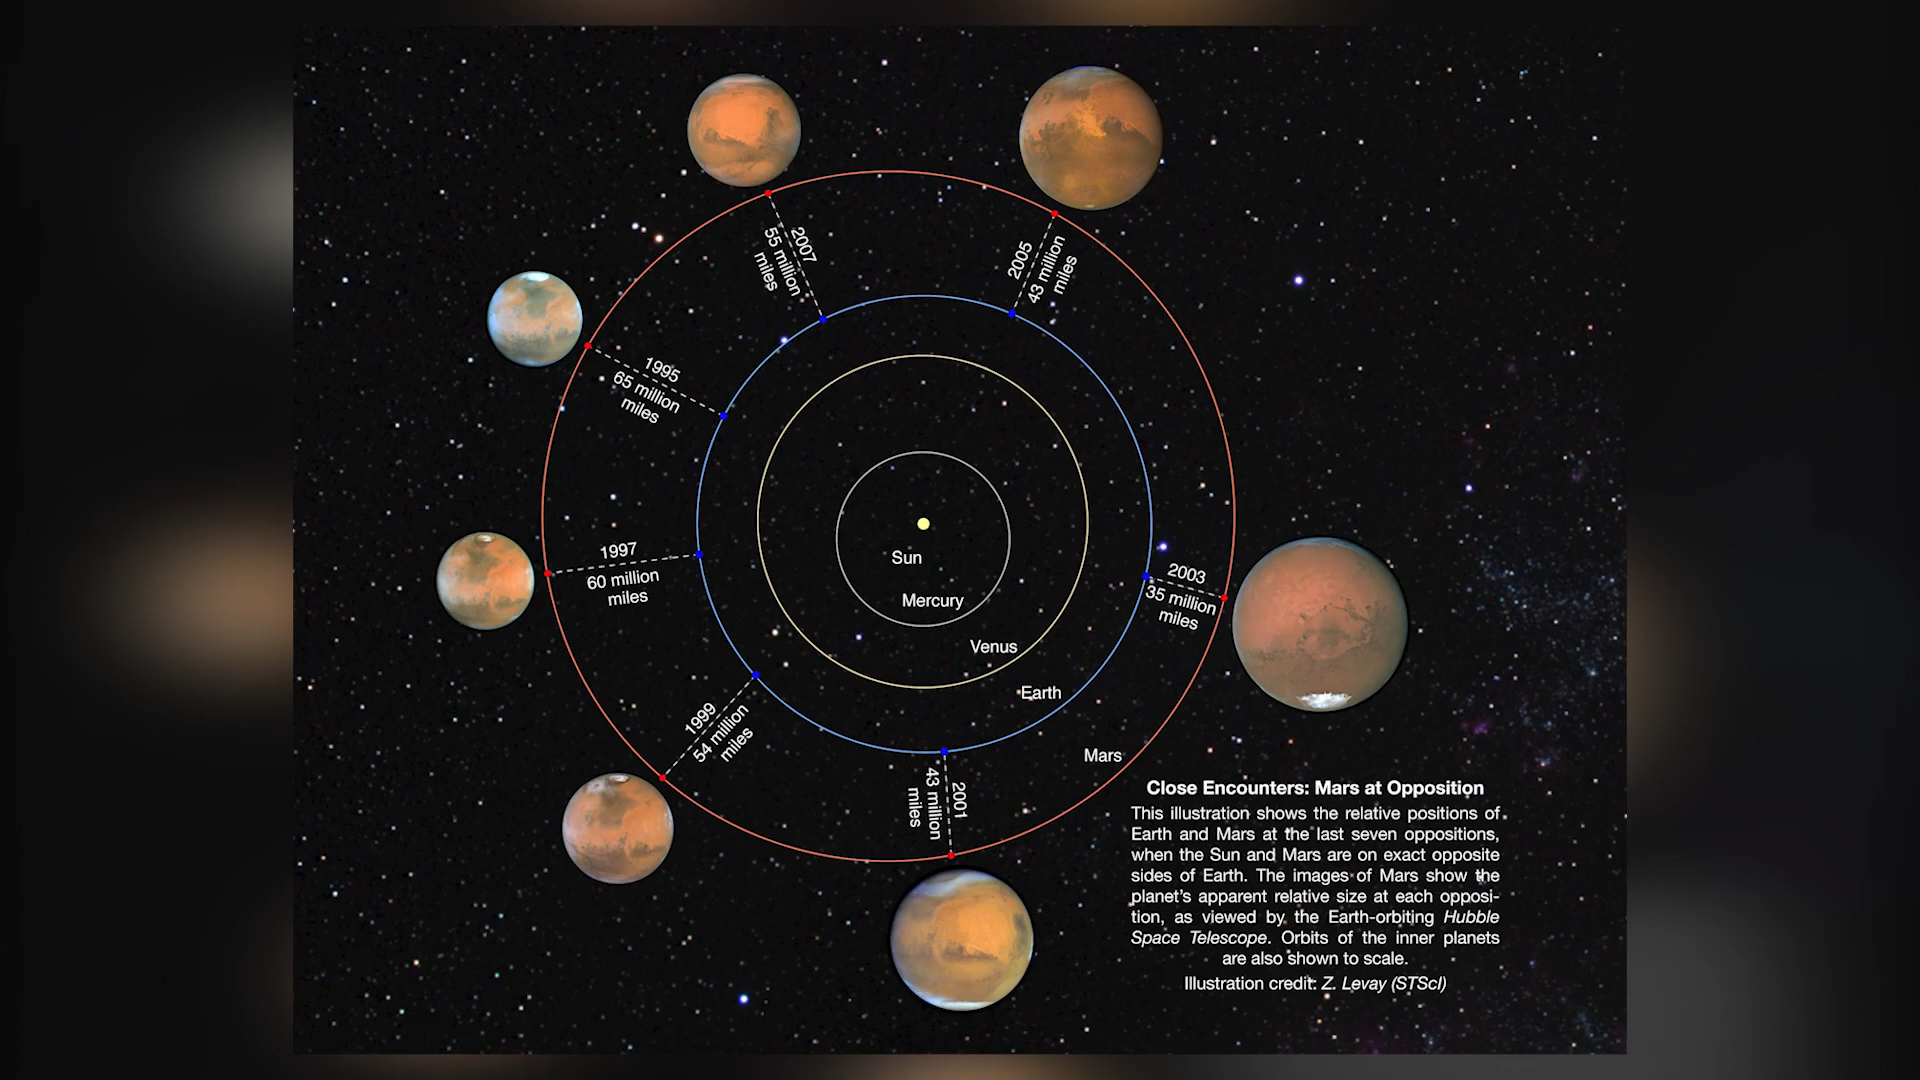 2007
55 million
miles
2005
43 million
miles
1995
65 million
miles
1997
60 million
miles
Sun
Mercury
Venus
Earth
Mars
2003
35 million
miles
1999
54 million
miles
2001
43 million
miles
Close Encounters: Mars at Opposition
This illustration shows the relative positions of
Earth and Mars at the last seven oppositions,
when the Sun and Mars are on exact opposite
sides of Earth. The images of Mars show the
planet's apparent relative size at each opposi-
tion, as viewed by the Earth-orbiting Hubble
Space Telescope. Orbits of the inner planets
are also shown to scale.
Illustration credit: Z. Levay (STScI)